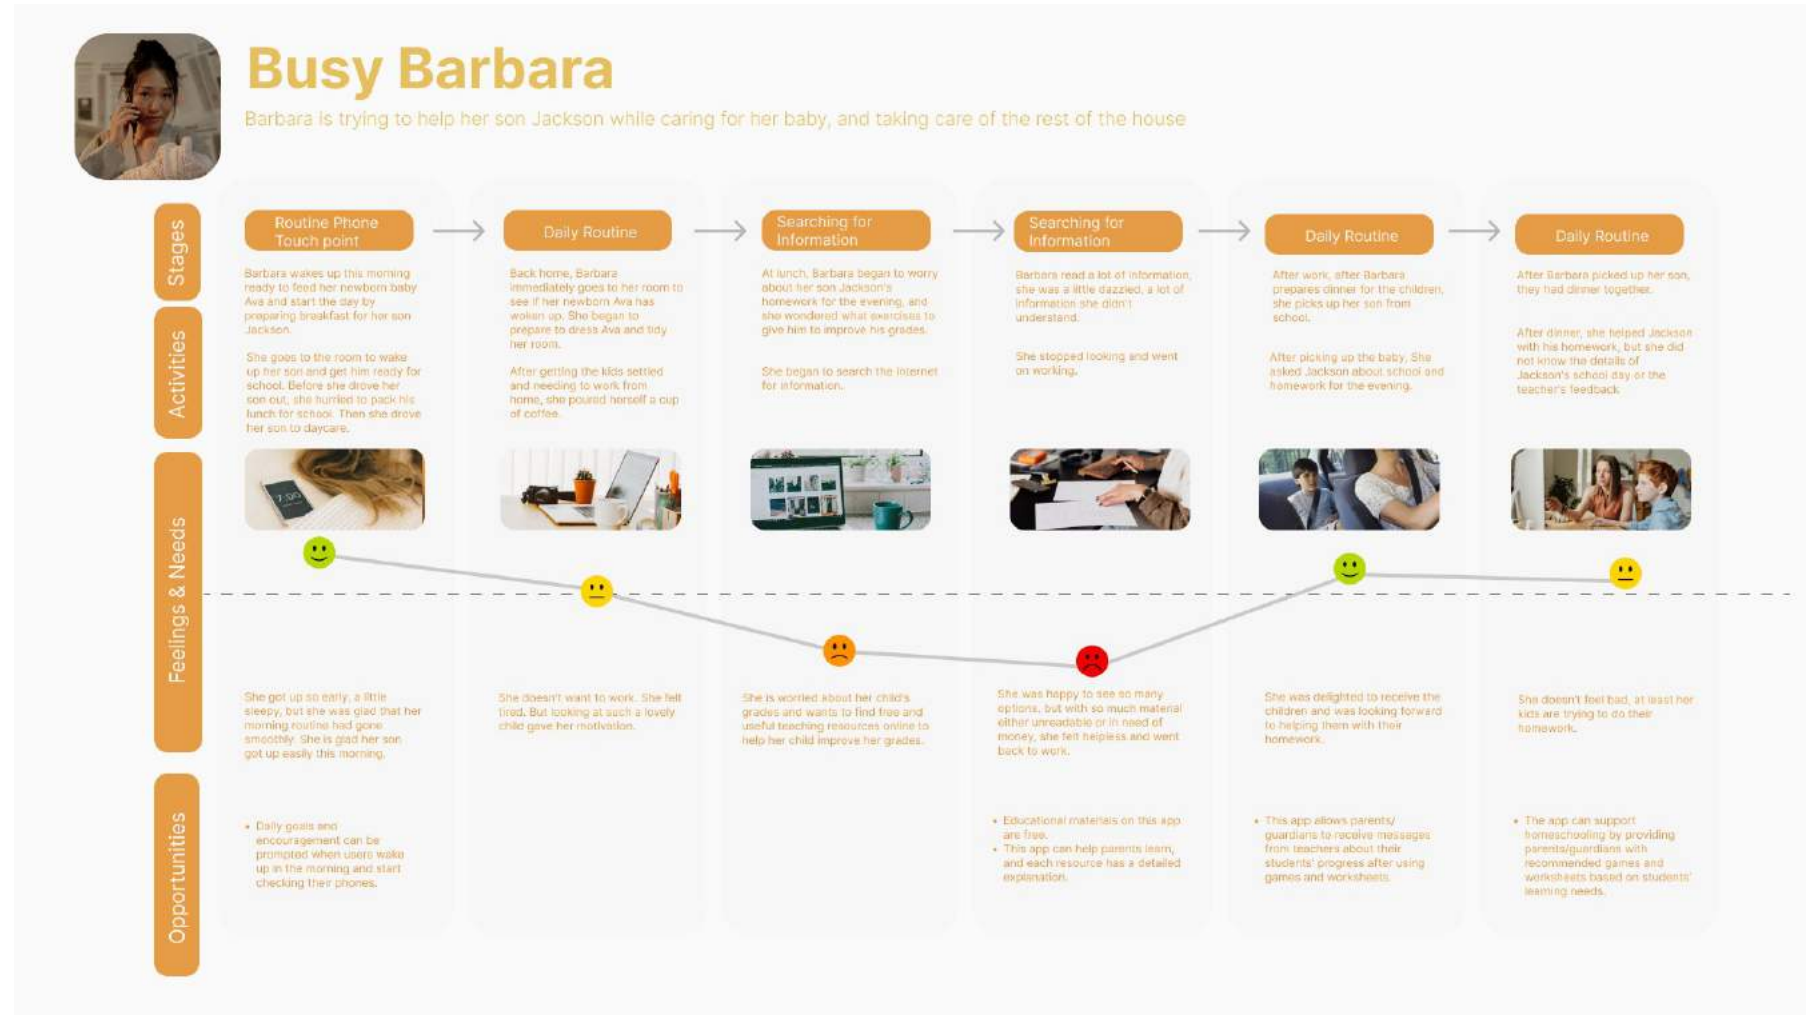 Busy Barbara
Barbara is trying to help her son Jackson while caring for her baby, and taking care of the rest of the house
Stages
Routine Phone
Touch point
Daily Routine
Searching for
Information
Searching for
Information
Daily Routine
Daily Routine
Activities
Barbara wakes up this morning
ready to feed her newborn baby
Ava and start the day by
preparing breakfast for her son
Jackson.
She goes to the room to wake
up her son and get him ready for
school. Before she drove her
son out, she hurried to pack his
lunch for school. Then she drove
her son to daycare.
Back home, Barbara
immediately goes to her room to
see if her newborn Ava has
woken up. She began to
prepare to dress Ava and tidy
her room.
After getting the kids settled
and needing to work from
home, she poured herself a cup
of coffee.
At lunch, Barbara began to worry
about her son Jackson's
homework for the evening, and
she wondered what exercises to
give him to improve his grades.
She began to search the internet
for information.
Barbara read a lot of information,
she was a little dazzled, a lot of
information she didn't
understand.
She stopped looking and went
on working.
After work, after Barbara
prepares dinner for the children,
she picks up her son from
school.
After picking up the baby, She
asked Jackson about school and
homework for the evening.
After Barbara picked up her son,
they had dinner together.
After dinner, she helped Jackson
with his homework, but she did
not know the details of
Jackson's school day or the
teacher's feedback
7:00
Feelings & Needs
She got up so early, a little
sleepy, but she was glad that her
morning routine had gone
smoothly. She is glad her son
got up easily this morning.
She doesn't want to work. She felt
tired. But looking at such a lovely
child gave her motivation.
She is worried about her child's
grades and wants to find free and
useful teaching resources online to
help her child improve her grades.
She was happy to see so many
options, but with so much material
either unreadable or in need of
money, she felt helpless and went
back to work.
She was delighted to receive the
children and was looking forward
to helping them with their
homework.
She doesn't feel bad, at least her
kids are trying to do their
homework.
Opportunities
• Daily goals and
encouragement can be
prompted when users wake
up in the morning and start
checking their phones.
• Educational materials on this app
are free.
• This app can help parents learn,
and each resource has a detailed
explanation.
• This app allows parents/
guardians to receive messages
from teachers about their
students' progress after using
games and worksheets.
• The app can support
homeschooling by providing
parents/guardians with
recommended games and
worksheets based on students'
learning needs.